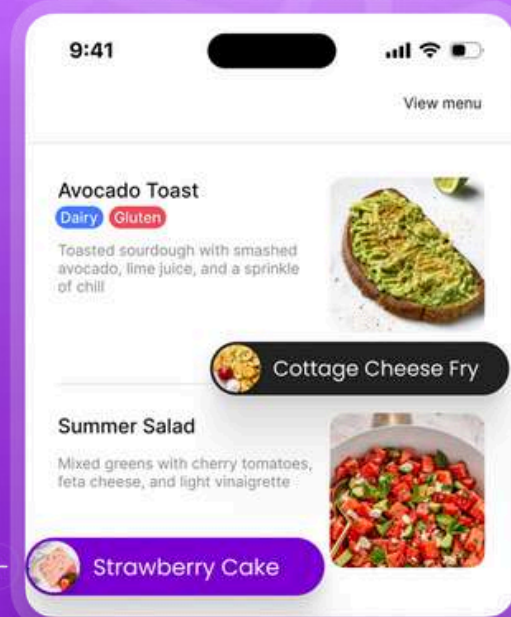 9:41
View menu
Avocado Toast
Dairy Gluten
Toasted sourdough with smashed
avocado, lime juice, and a sprinkle
of chill
Cottage Cheese Fry
Summer Salad
Mixed greens with cherry tomatoes,
feta cheese, and light vinaigrette
Strawberry Cake